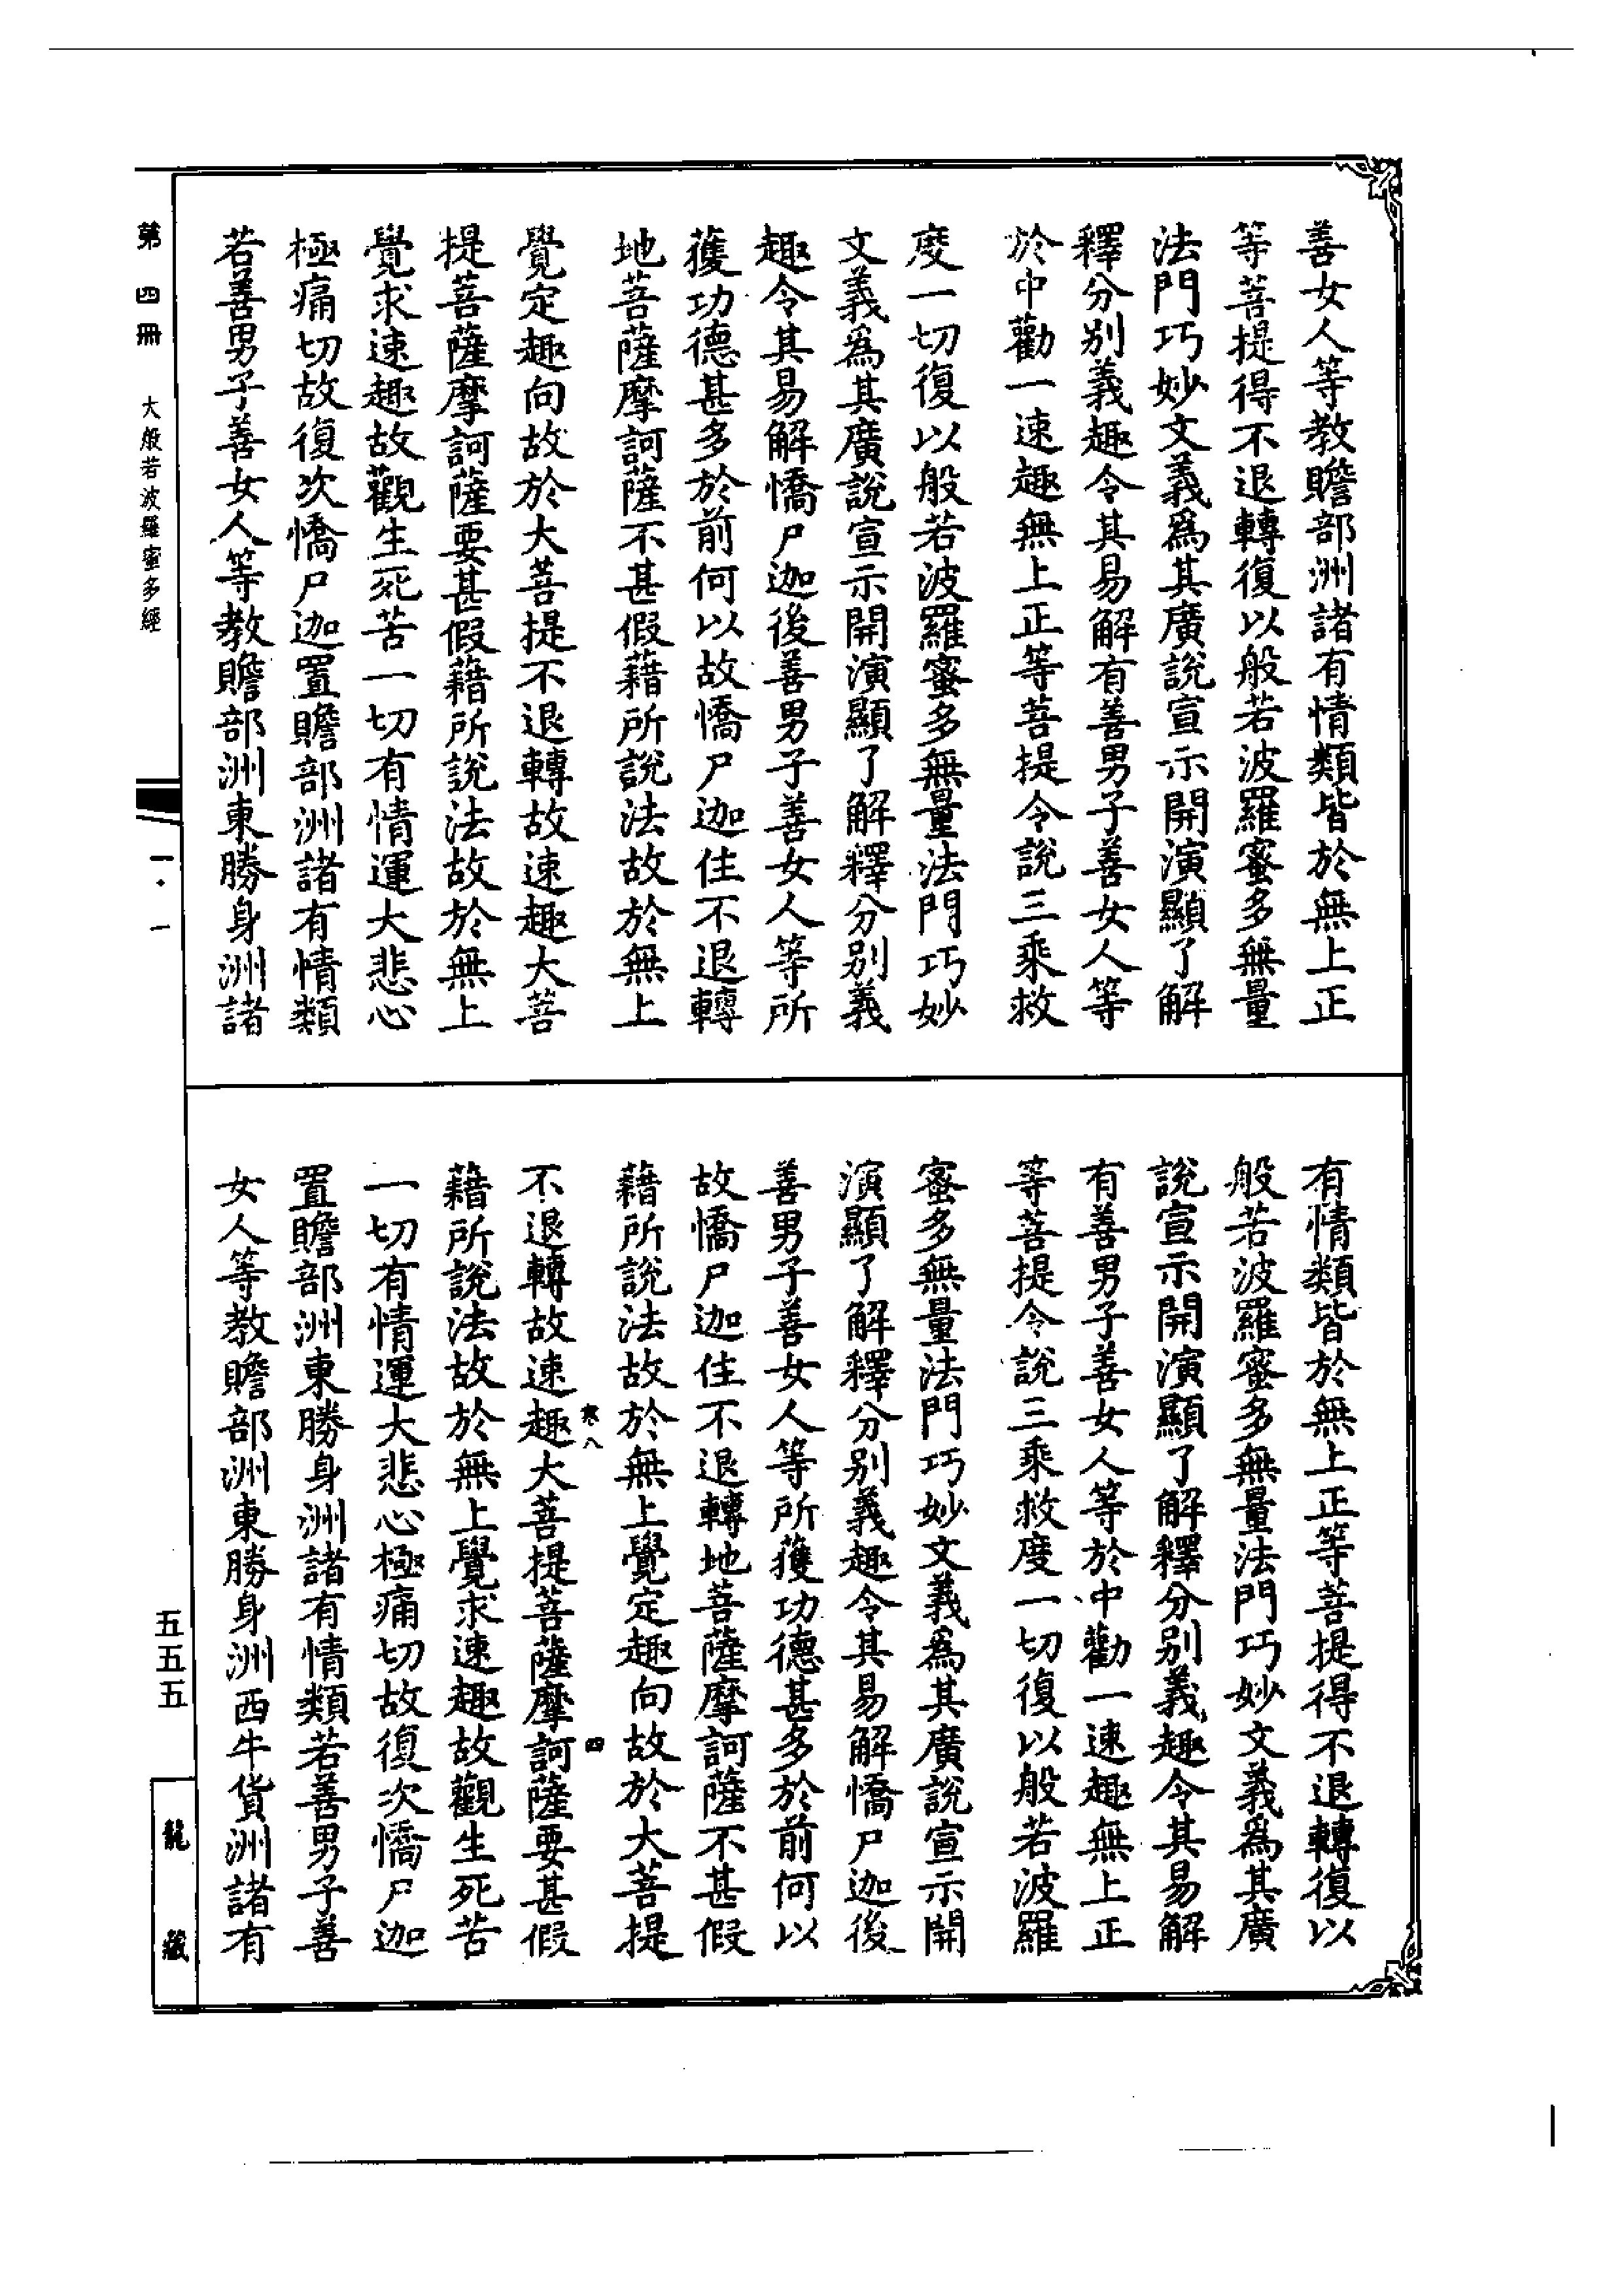 善女人等教贍部洲諸有情類皆於無上正
等菩提得不退轉復以般若波羅蜜多無量
法門巧妙文義爲其廣說宣示開演顯了解
釋分别義趣令其易解有善男子善女人等
於中勸一速趣無上正等菩提令說三乘救
度一切復以般若波羅蜜多無量法門巧妙
文義爲其廣說宣示開演顯了解釋分别義
趣令其易解憍尸迦後善男子善女人等所
獲功德甚多於前何以故憍尸迦住不退轉
地菩薩摩訶薩不甚假藉所說法故於無上
覺定趣向故於大菩提不退轉故速趣大菩
提菩薩摩訶薩要甚假藉所說法故於無上
覺求速趣故觀生死苦一切有情運大悲心
極痛切故復次憍尸迦置贍部洲諸有情類
若善男子善女人等教贍部洲東勝身洲諸
有情類皆於無上正等菩提得不退轉復以
般若波羅蜜多無量法門巧妙文義爲其廣
說宣示開演顯了解釋分别義趣令其易解
有善男子善女人等於中勸一速趣無上正
等菩提令說三乘救度一切復以般若波羅
蜜多無量法門巧妙文義爲其廣說宣示開
演顯了解釋分别義趣令其易解憍尸迦後
善男子善女人等所獲功德甚多於前何以
故憍尸迦住不退轉地菩薩摩訶薩不甚假
藉所說法故於無上覺定趣向故於大菩提
寒八 四
不退轉故速趣大菩提菩薩摩訶薩要甚假
藉所說法故於無上覺求速趣故觀生死苦
一切有情運大悲心極痛切故復次憍尸迦
置贍部洲東勝身洲諸有情類若善男子善
女人等教贍部洲東勝身洲西牛貨洲諸有
第四冊 大般若波羅蜜多經
一·一
五五五
龍藏